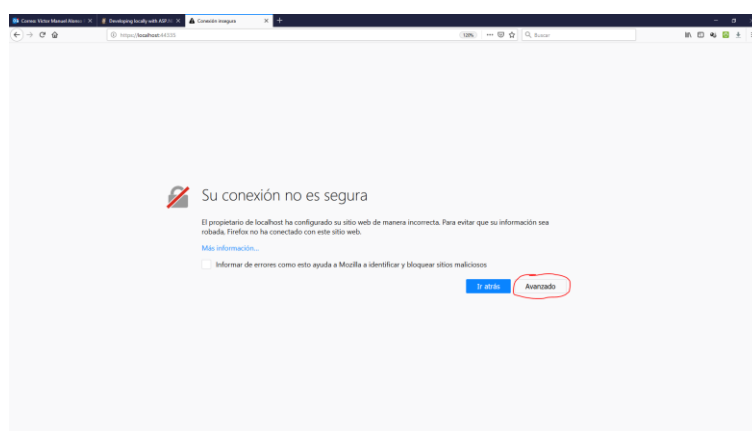 Correo: Víctor Manuel Alonso
Developing locally with ASP.N
Conexión insegura
https://localhost:44335
120%
Buscar
Su conexión no es segura
El propietario de localhost ha configurado su sitio web de manera incorrecta. Para evitar que su información sea
robada, Firefox no ha conectado con este sitio web.
Más información...
Informar de errores como esto ayuda a Mozilla a identificar y bloquear sitios maliciosos
Ir atrás
Avanzado